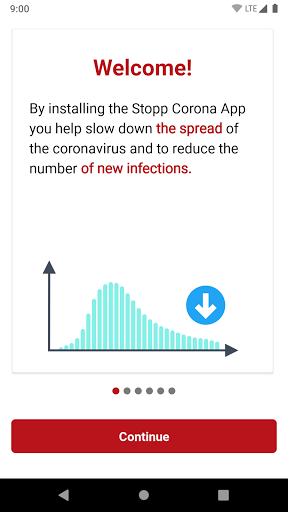 9:00
LTE
Welcome!
By installing the Stopp Corona App
you help slow down the spread of
the coronavirus and to reduce the
number of new infections.
Continue